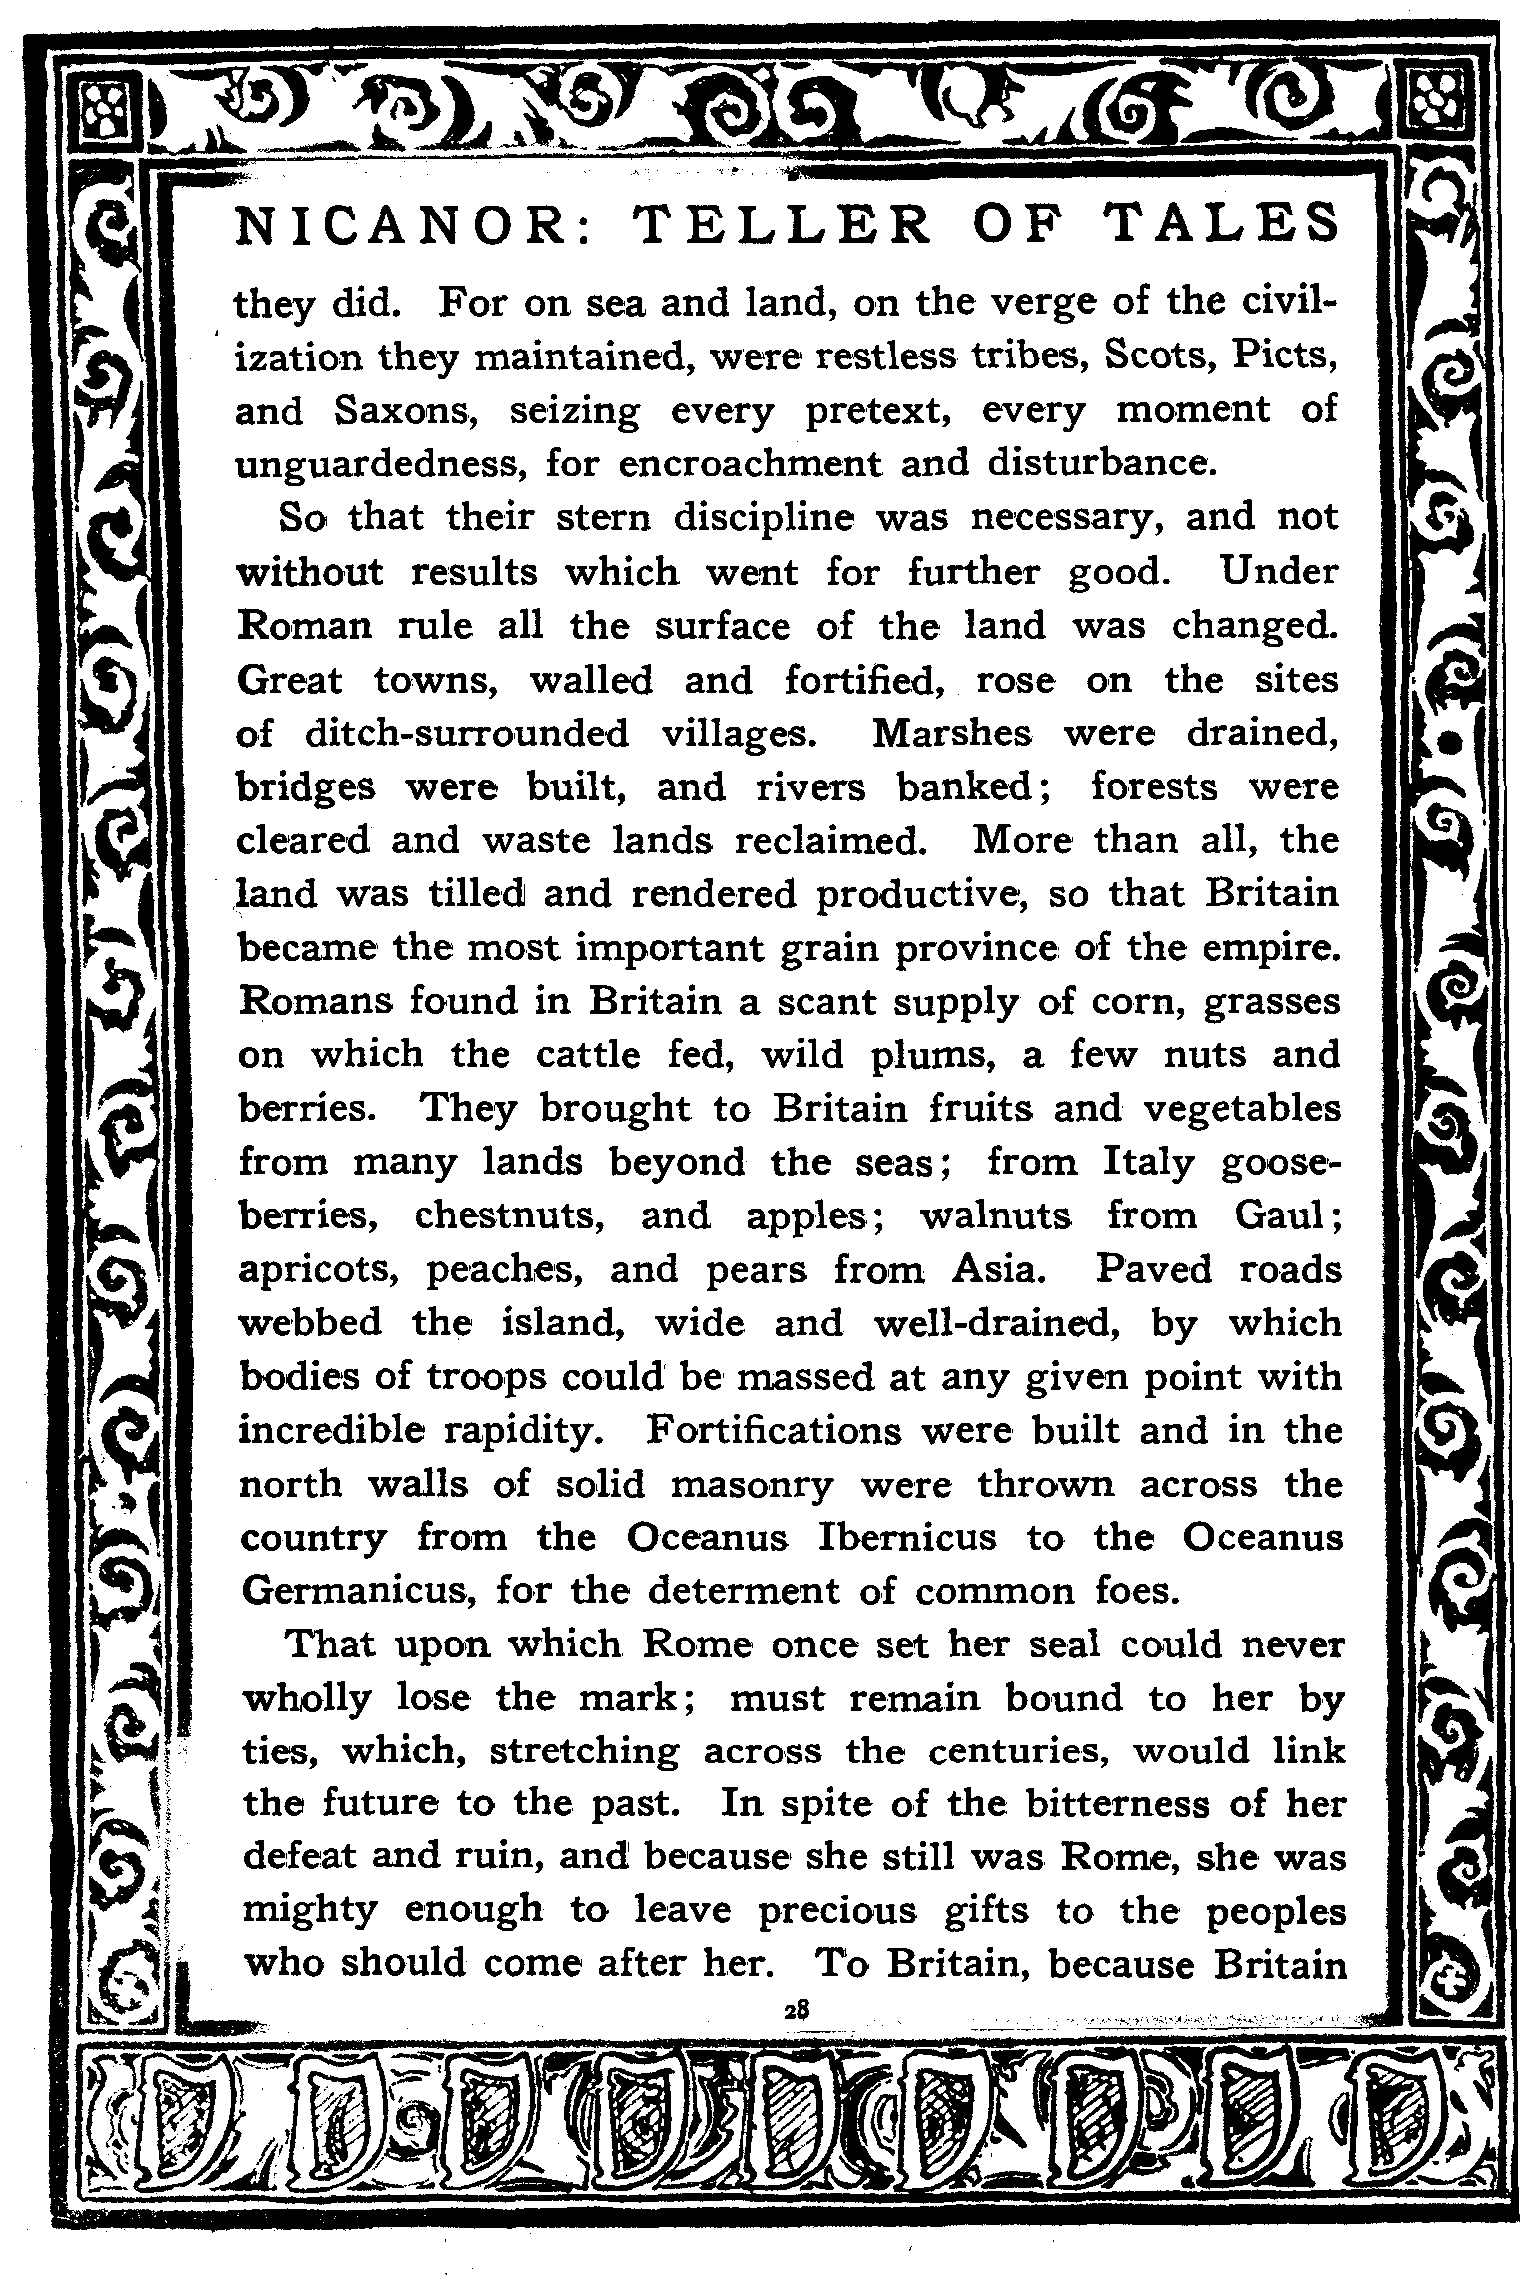 NICANOR: TELLER OF TALES
they did. For on sea and land, on the verge of the civil-
ization they maintained, were restless tribes, Scots, Picts,
and Saxons, seizing every pretext, every moment of
unguardedness, for encroachment and disturbance.
So that their stern discipline was necessary, and not
without results which went for further good. Under
Roman rule all the surface of the land was changed.
Great towns, walled and fortified, rose on the sites
of ditch-surrounded villages. Marshes were drained,
bridges were built, and rivers banked; forests were
cleared and waste lands reclaimed. More than all, the
land was tilled and rendered productive, so that Britain
became the most important grain province of the empire.
Romans found in Britain a scant supply of corn, grasses
on which the cattle fed, wild plums, a few nuts and
berries. They brought to Britain fruits and vegetables
from many lands beyond the seas; from Italy goose-
berries, chestnuts, and apples; walnuts from Gaul;
apricots, peaches, and pears from Asia. Paved roads
webbed the island, wide and well-drained, by which
bodies of troops could be massed at any given point with
incredible rapidity. Fortifications were built and in the
north walls of solid masonry were thrown across the
country from the Oceanus Ibernicus to the Oceanus
Germanicus, for the determent of common foes.
That upon which Rome once set her seal could never
wholly lose the mark; must remain bound to her by
ties, which, stretching across the centuries, would link
the future to the past. In spite of the bitterness of her
defeat and ruin, and because she still was Rome, she was
mighty enough to leave precious gifts to the peoples
who should come after her. To Britain, because Britain
28